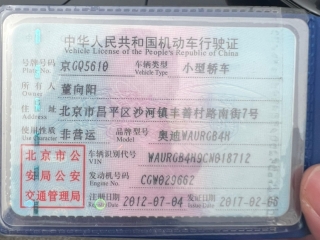 中华人民共和国机动车行驶证
Vehicle License of the People's Republic of China
号牌号码 京GQ5610 车辆类型 小型轿车
Plate No. Vehicle Type
所有人 董向阳
住址 北京市昌平区沙河镇丰善村路南街7号
使用性质 非营运 品牌型号 奥迪WAURGB4H
Use Character Model
北京市公 车辆识别代号 WAURGB4H9CN018712
VIN
安局公安 发动机号码 CGW029662
Engine No.
交通管理局 注册日期 2012-07-04 发证日期 2017-02-06
Register Date Issue Date